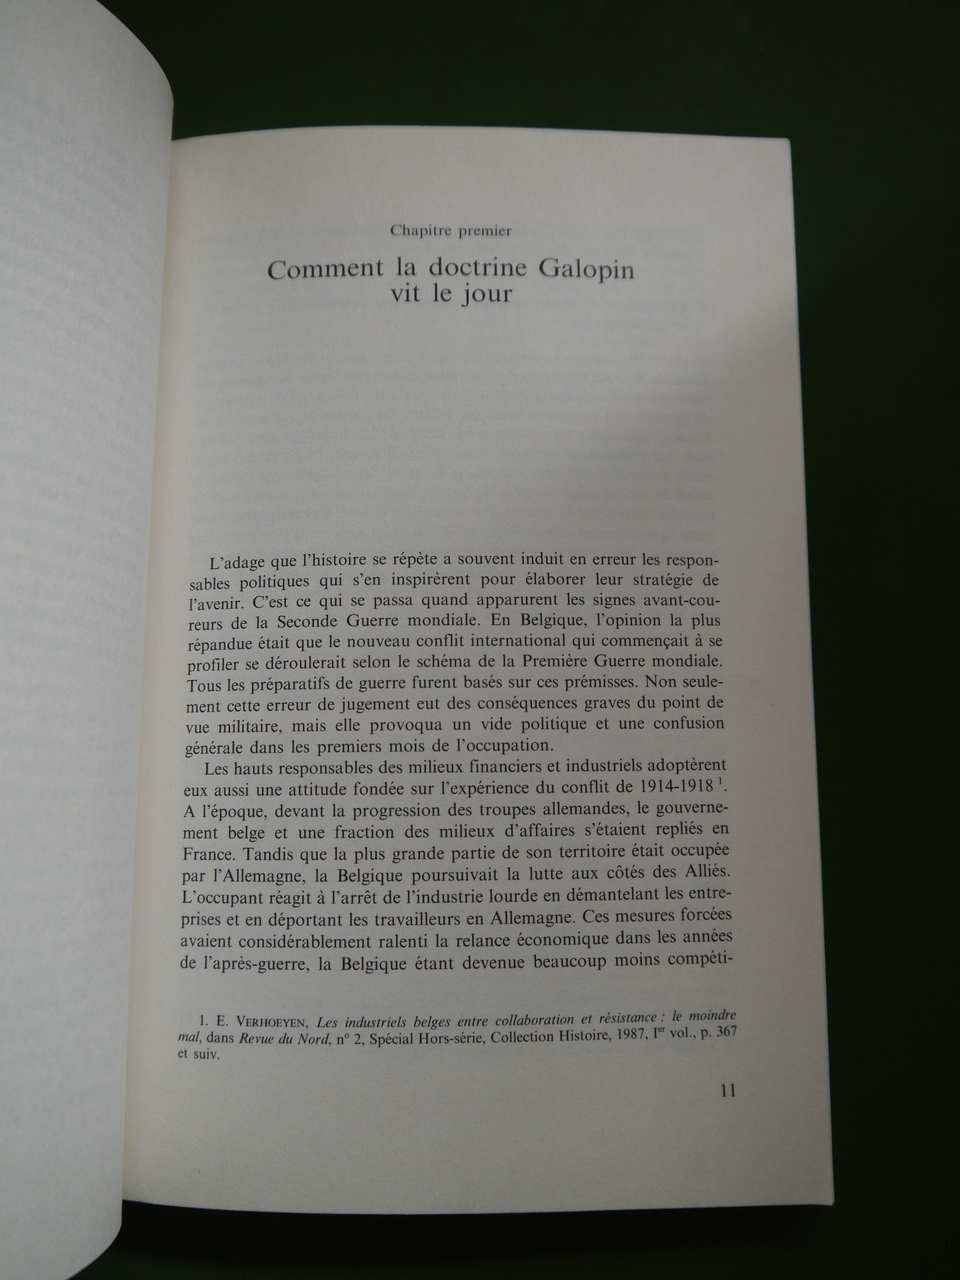 Chapitre premier
Comment la doctrine Galopin
vit le jour
L'adage que l'histoire se répète a souvent induit en erreur les respon-
sables politiques qui s'en inspirèrent pour élaborer leur stratégie de
l'avenir. C'est ce qui se passa quand apparurent les signes avant-cou-
reurs de la Seconde Guerre mondiale. En Belgique, l'opinion la plus
répandue était que le nouveau conflit international qui commençait à se
profiler se déroulerait selon le schéma de la Première Guerre mondiale.
Tous les préparatifs de guerre furent basés sur ces prémisses. Non seule-
ment cette erreur de jugement eut des conséquences graves du point de
vue militaire, mais elle provoqua un vide politique et une confusion
générale dans les premiers mois de l'occupation.
Les hauts responsables des milieux financiers et industriels adoptèrent
eux aussi une attitude fondée sur l'expérience du conflit de 1914-1918 1.
A l'époque, devant la progression des troupes allemandes, le gouverne-
ment belge et une fraction des milieux d'affaires s'étaient repliés en
France. Tandis que la plus grande partie de son territoire était occupée
par l'Allemagne, la Belgique poursuivait la lutte aux côtés des Alliés.
L'occupant réagit à l'arrêt de l'industrie lourde en démantelant les entre-
prises et en déportant les travailleurs en Allemagne. Ces mesures forcées
avaient considérablement ralenti la relance économique dans les années
de l'après-guerre, la Belgique étant devenue beaucoup moins compéti-
1. E. VERHOEYEN, Les industriels belges entre collaboration et résistance : le moindre
mal, dans Revue du Nord, n° 2, Spécial Hors-série, Collection Histoire, 1987, Ier vol., p. 367
et suiv.
11